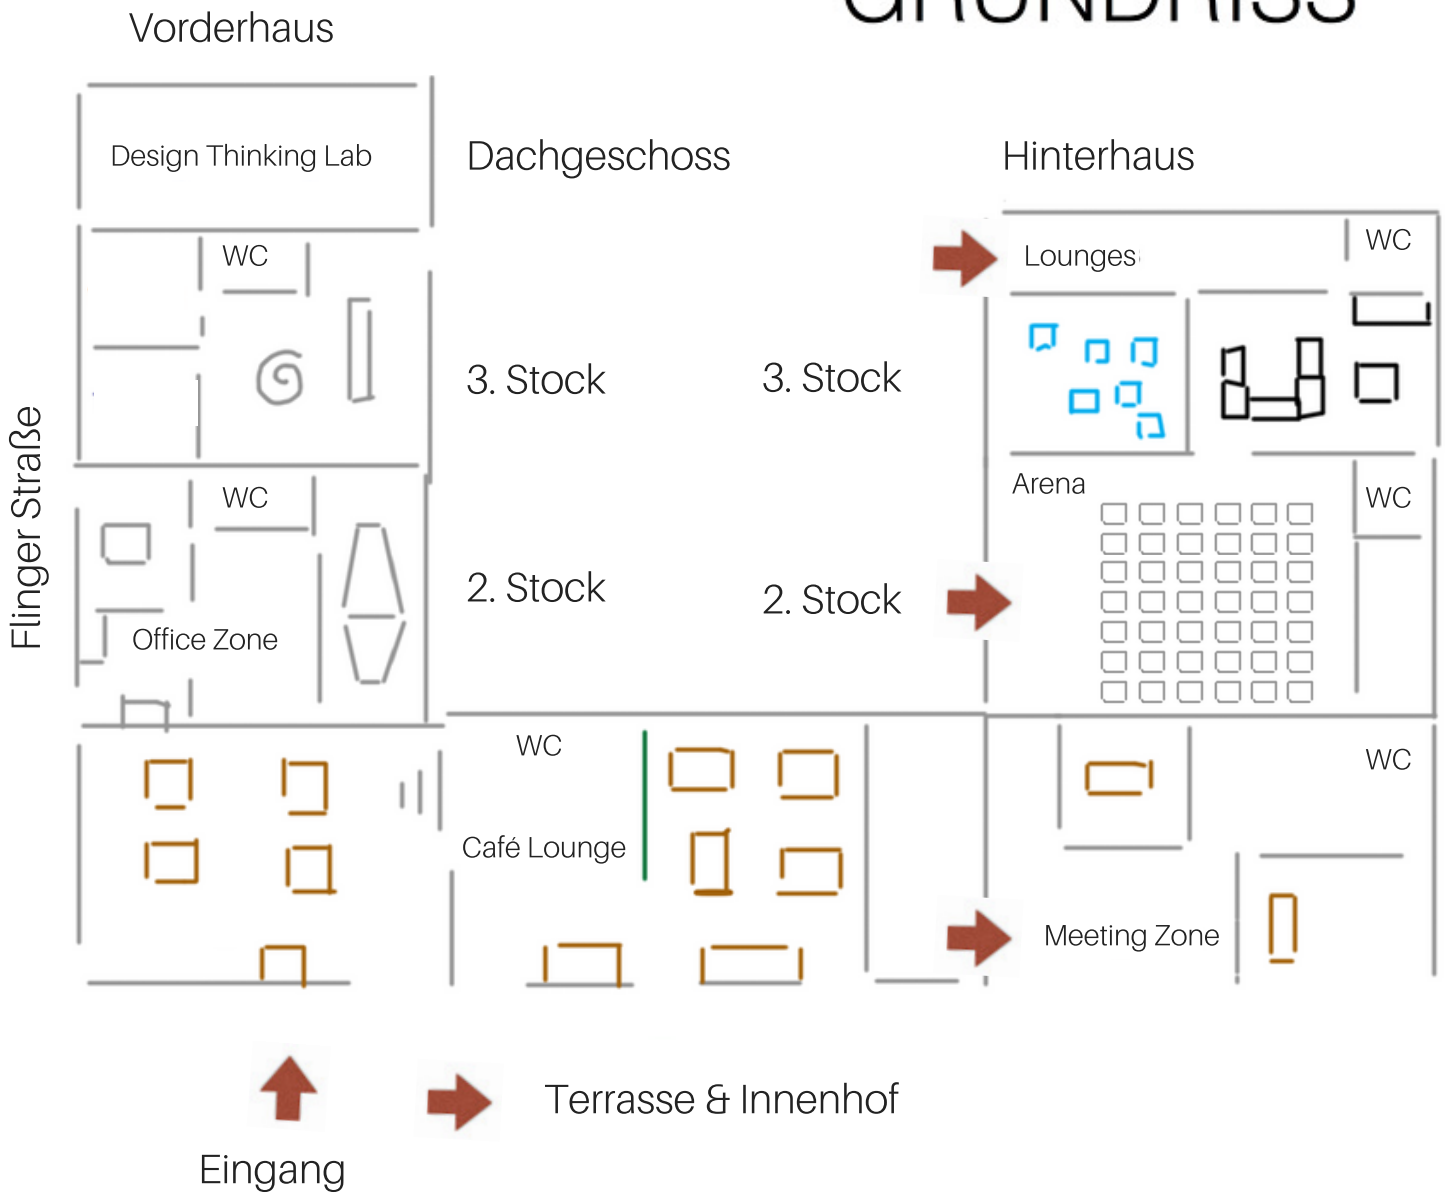 GRUNDRISS
Vorderhaus
Design Thinking Lab
Dachgeschoss
Hinterhaus
WC
Lounges
WC
3. Stock
3. Stock
Flinger Straße
WC
Arena
WC
2. Stock
2. Stock
Office Zone
WC
WC
Café Lounge
Meeting Zone
Terrasse & Innenhof
Eingang